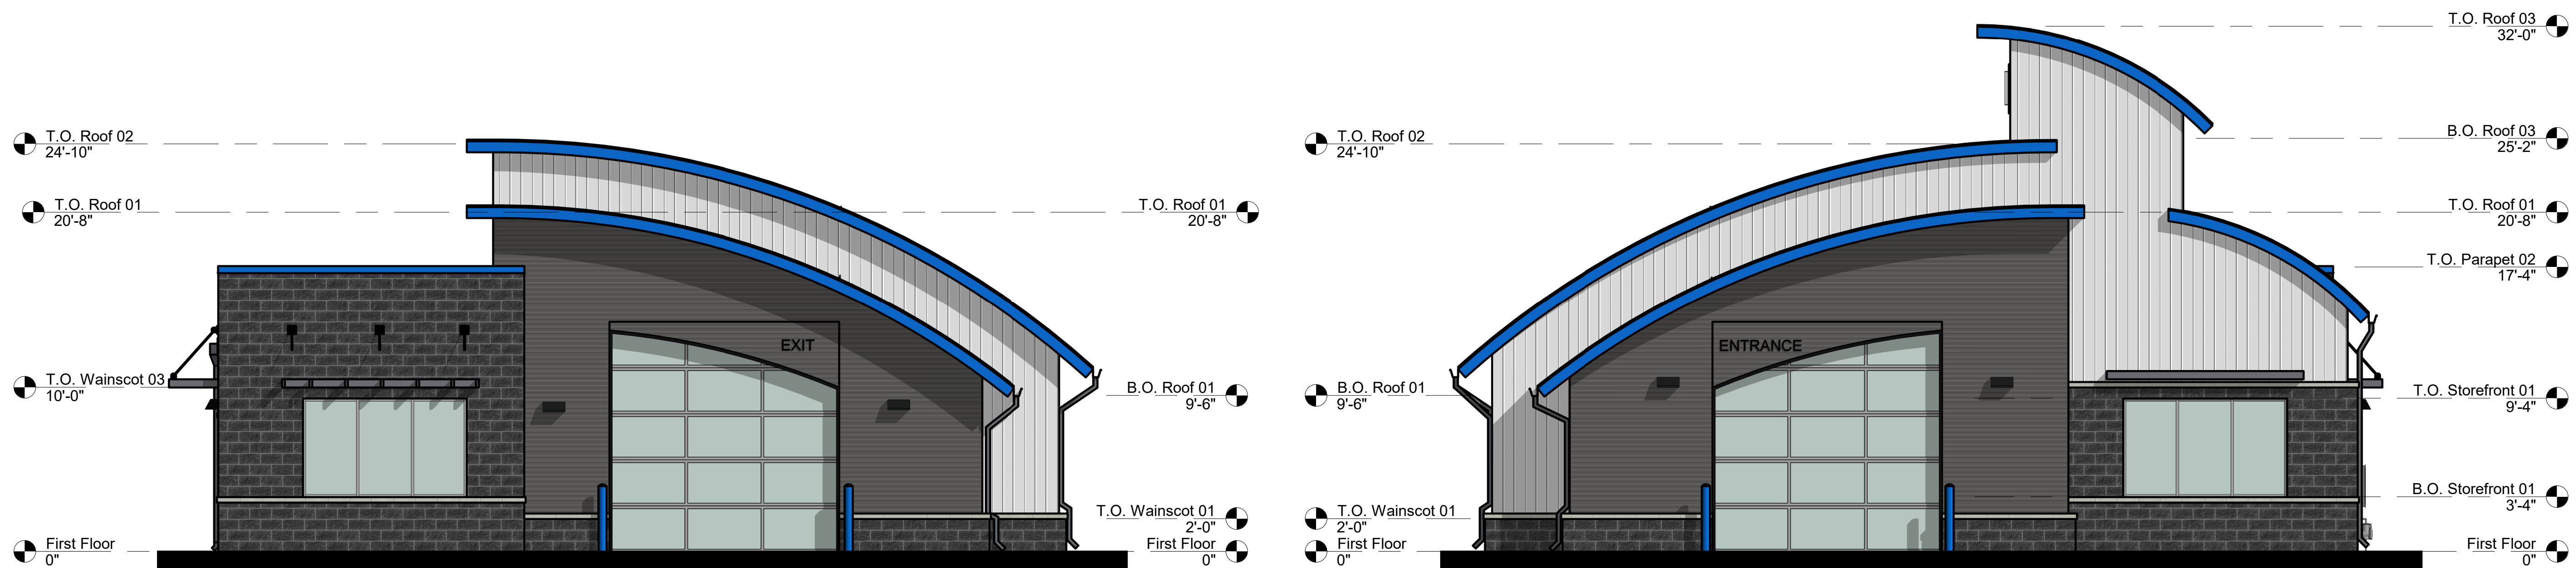 T.O. Roof 02
24'-10"
T.O. Roof 01
20'-8"
T.O. Wainscot 03
10'-0"
First Floor
0"
EXIT
T.O. Roof 01
20'-8"
B.O. Roof 01
9'-6"
T.O. Wainscot 01
2'-0"
First Floor
0"
T.O. Roof 02
24'-10"
B.O. Roof 01
9'-6"
T.O. Wainscot 01
2'-0"
First Floor
0"
ENTRANCE
T.O. Roof 03
32'-0"
B.O. Roof 03
25'-2"
T.O. Roof 01
20'-8"
T.O. Parapet 02
17'-4"
T.O. Storefront 01
9'-4"
B.O. Storefront 01
3'-4"
First Floor
0"